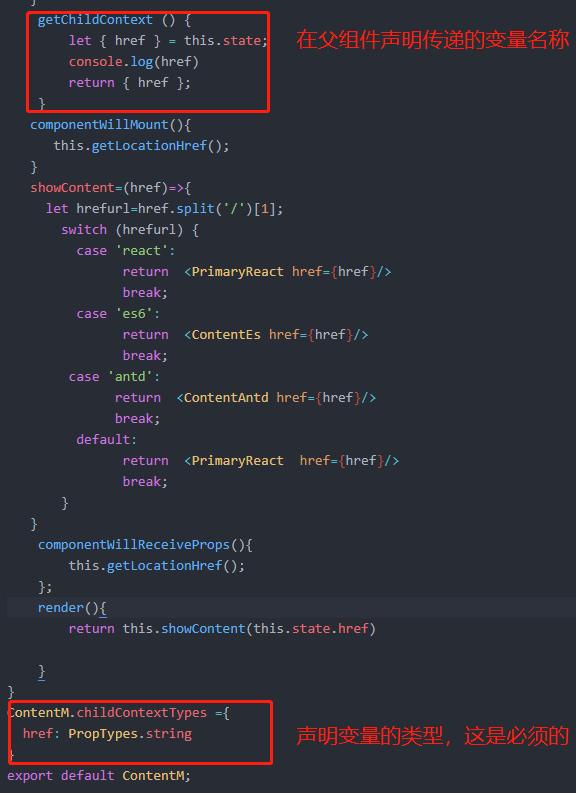 }
getChildContext () {
let { href } = this.state;
在父组件声明传递的变量名称
console.log(href)
return { href };
}
componentWillMount(){
this.getLocationHref();
}
showContent=(href)=>{
let hrefurl=href.split('/')[1];
switch (hrefurl) {
case 'react':
return <PrimaryReact href={href}/>
break;
case 'es6':
return <ContentEs href={href}/>
break;
case 'antd':
return <ContentAntd href={href}/>
break;
default:
return <PrimaryReact href={href}/>
break;
}
}
componentWillReceiveProps(){
this.getLocationHref();
};
render(){
return this.showContent(this.state.href)
}
}
ContentM.childContextTypes ={
href: PropTypes.string
声明变量的类型，这是必须的
}
export default ContentM;